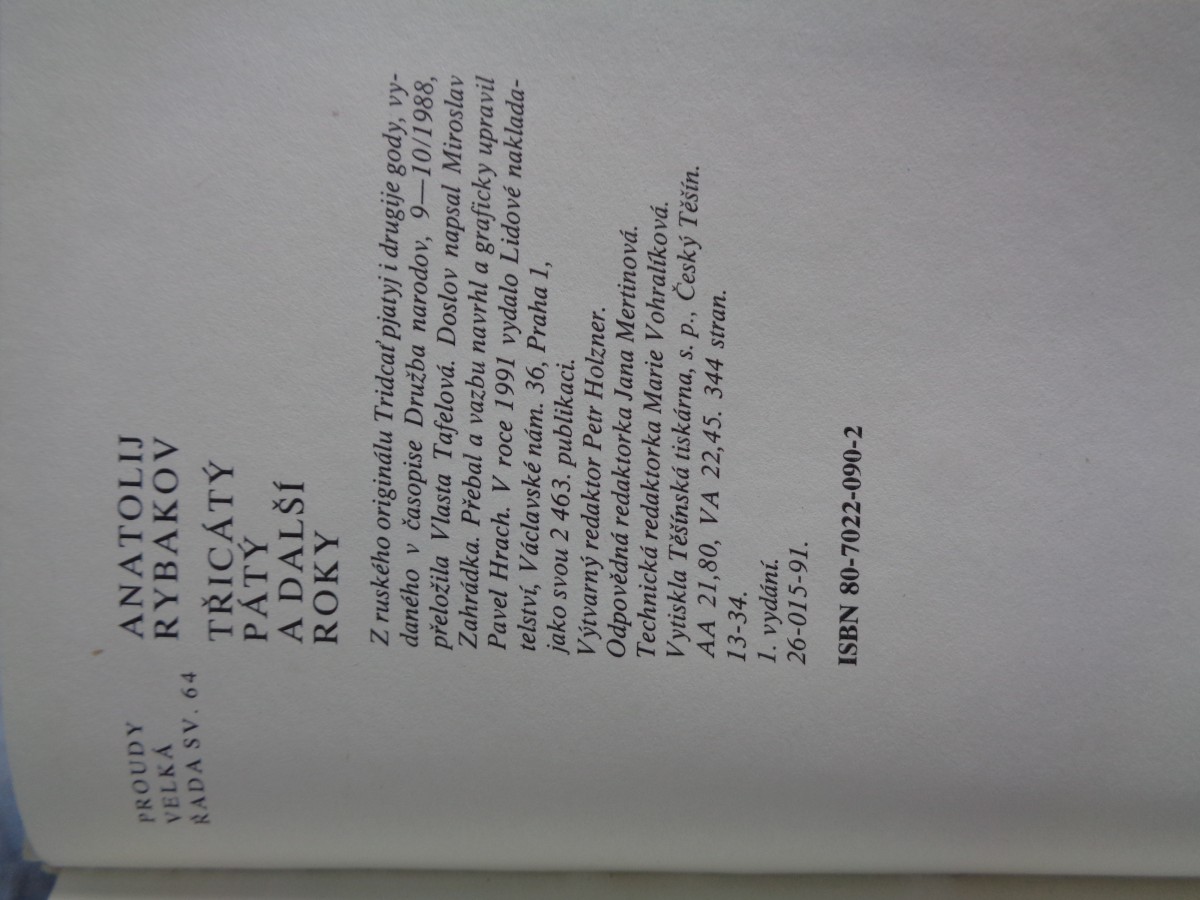 PROUDY
VELKÁ
ŘADA SV. 64
ANATOLIJ
RYBAKOV
TŘICÁTÝ
PÁTÝ
A DALŠÍ
ROKY
Z ruského originálu Tridcať pjatyj i drugije gody, vy-
daného v časopise Družba narodov, 9—10/1988,
přeložila Vlasta Tafelová. Doslov napsal Miroslav
Zahrádka. Přebal a vazbu navrhl a graficky upravil
Pavel Hrach. V roce 1991 vydalo Lidové naklada-
telství, Václavské nám. 36, Praha 1,
jako svou 2 463. publikaci.
Výtvarný redaktor Petr Holzner.
Odpovědná redaktorka Jana Mertinová.
Technická redaktorka Marie Vohralíková.
Vytiskla Těšínská tiskárna, s. p., Český Těšín.
AA 21,80, VA 22,45. 344 stran.
13-34.
1. vydání.
26-015-91.
ISBN 80-7022-090-2